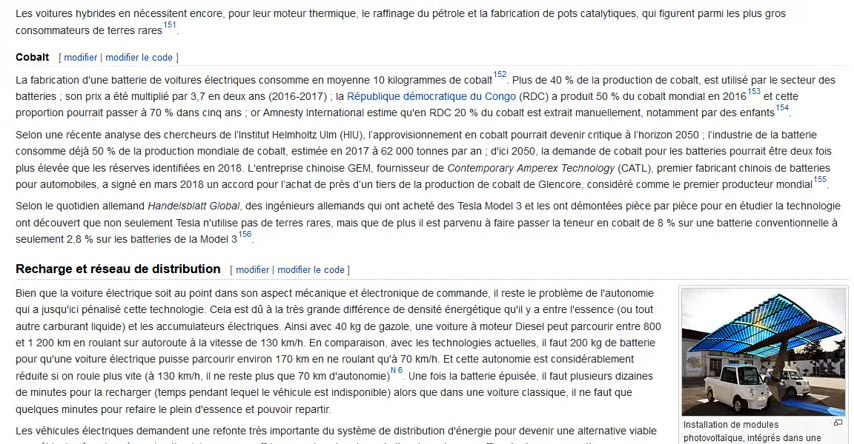 Les voitures hybrides en nécessitent encore, pour leur moteur thermique, le raffinage du pétrole et la fabrication de pots catalytiques, qui figurent parmi les plus gros
consommateurs de terres rares151.
Cobalt [ modifier | modifier le code ]
La fabrication d'une batterie de voitures électriques consomme en moyenne 10 kilogrammes de cobalt152. Plus de 40 % de la production de cobalt, est utilisé par le secteur des
batteries ; son prix a été multiplié par 3,7 en deux ans (2016-2017) ; la République démocratique du Congo (RDC) a produit 50 % du cobalt mondial en 2016153 et cette
proportion pourrait passer à 70 % dans cinq ans ; or Amnesty International estime qu'en RDC 20 % du cobalt est extrait manuellement, notamment par des enfants154.
Selon une récente analyse des chercheurs de l'Institut Helmholtz Ulm (HIU), l'approvisionnement en cobalt pourrait devenir critique à l'horizon 2050 ; l'industrie de la batterie
consomme déjà 50 % de la production mondiale de cobalt, estimée en 2017 à 62 000 tonnes par an ; d'ici 2050, la demande de cobalt pour les batteries pourrait être deux fois
plus élevée que les réserves identifiées en 2018. L'entreprise chinoise GEM, fournisseur de Contemporary Amperex Technology (CATL), premier fabricant chinois de batteries
pour automobiles, a signé en mars 2018 un accord pour l'achat de près d'un tiers de la production de cobalt de Glencore, considéré comme le premier producteur mondial155.
Selon le quotidien allemand Handelsblatt Global, des ingénieurs allemands qui ont acheté des Tesla Model 3 et les ont démontées pièce par pièce pour en étudier la technologie
ont découvert que non seulement Tesla n'utilise pas de terres rares, mais que de plus il est parvenu à faire passer la teneur en cobalt de 8 % sur une batterie conventionnelle à
seulement 2,8 % sur les batteries de la Model 3156.
Recharge et réseau de distribution [ modifier | modifier le code ]
Bien que la voiture électrique soit au point dans son aspect mécanique et électronique de commande, il reste le problème de l'autonomie
qui a jusqu'ici pénalisé cette technologie. Cela est dû à la très grande différence de densité énergétique qu'il y a entre l'essence (ou tout
autre carburant liquide) et les accumulateurs électriques. Ainsi avec 40 kg de gazole, une voiture à moteur Diesel peut parcourir entre 800
et 1 200 km en roulant sur autoroute à la vitesse de 130 km/h. En comparaison, avec les technologies actuelles, il faut 200 kg de batterie
pour qu'une voiture électrique puisse parcourir environ 170 km en ne roulant qu'à 70 km/h. Et cette autonomie est considérablement
réduite si on roule plus vite (à 130 km/h, il ne reste plus que 70 km d'autonomie)N 6. Une fois la batterie épuisée, il faut plusieurs dizaines
de minutes pour la recharger (temps pendant lequel le véhicule est indisponible) alors que dans une voiture classique, il ne faut que
quelques minutes pour refaire le plein d'essence et pouvoir repartir.
Les véhicules électriques demandent une refonte très importante du système de distribution d'énergie pour devenir une alternative viable
Installation de modules
photovoltaïque, intégrés dans une